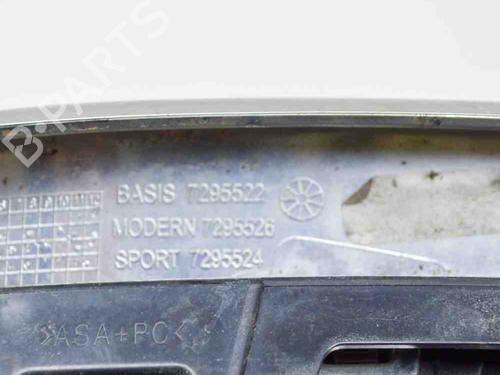 BASIS 7295522
MODERN 7295526
SPORT 7295524
>ASA+PC<